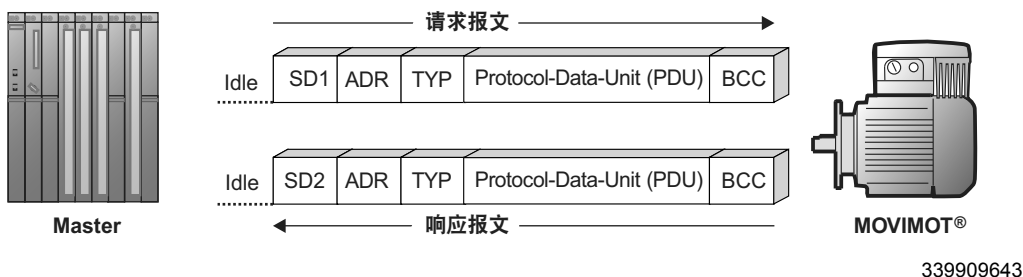 请求报文
Idle SD1 ADR TYP Protocol-Data-Unit (PDU) BCC
Idle SD2 ADR TYP Protocol-Data-Unit (PDU) BCC
Master 响应报文 MOVIMOT®
339909643